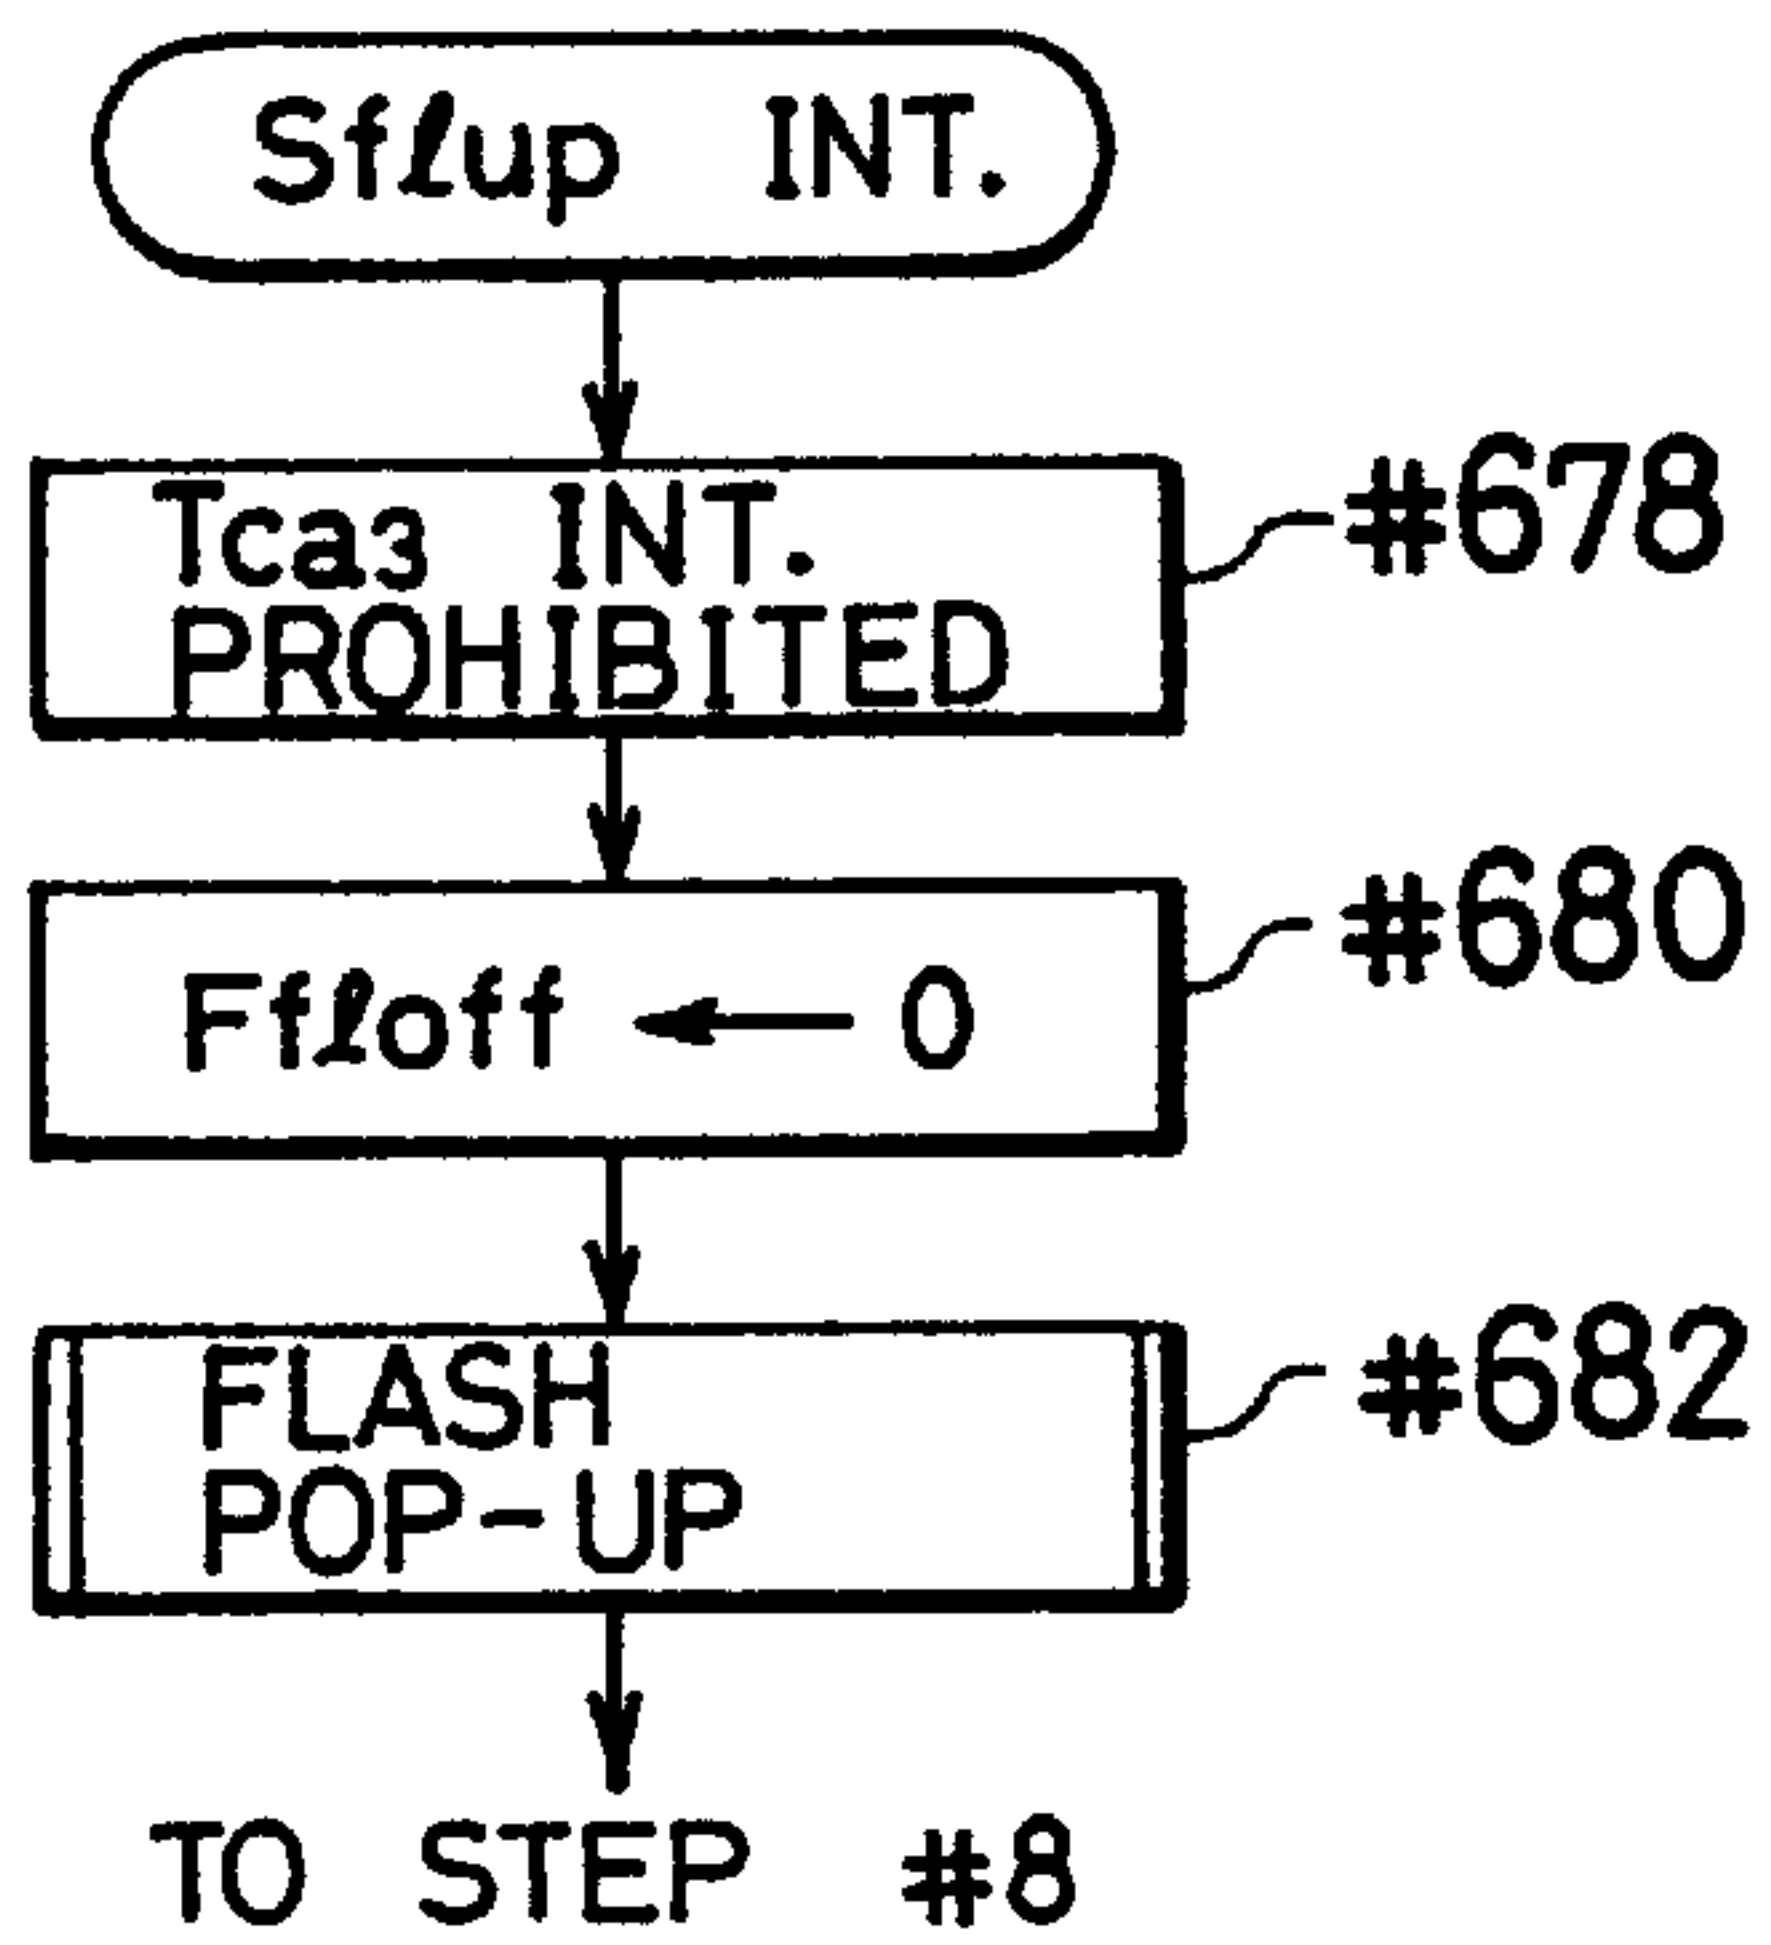 Sfℓup INT.
Tca3 INT.
PROHIBITED
#678
Ffℓoff ← 0
#680
FLASH
POP-UP
#682
TO STEP #8